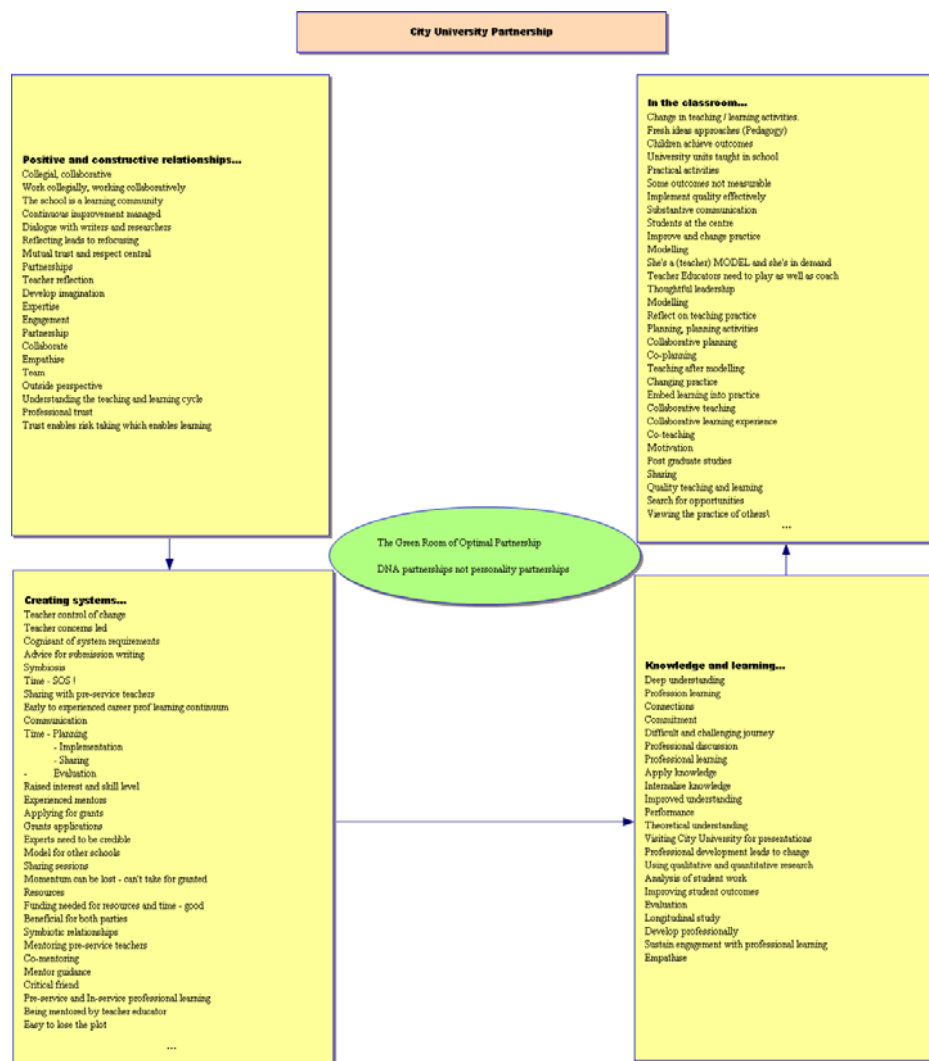 City University Partnership
Positive and constructive relationships...
Collegial, collaborative
Work collegially, working collaboratively
The school is a learning community
Continuous improvement managed
Dialogue with writers and researchers
Reflecting leads to refocusing
Mutual trust and respect central
Partnerships
Teacher reflection
Develop imagination
Expertise
Engagement
Partnership
Collaborate
Empathise
Team
Outside perspective
Understanding the teaching and learning cycle
Professional trust
Trust enables risk taking which enables learning
In the classroom...
Change in teaching / learning activities.
Fresh ideas approaches (Pedagogy)
Children achieve outcomes
University units taught in school
Practical activities
Some outcomes not measurable
Implement quality effectively
Substantive communication
Students at the centre
Improve and change practice
Modelling
She's a (teacher) MODEL and she's in demand
Teacher Educators need to play as well as coach
Thoughtful leadership
Modelling
Reflect on teaching practice
Planning, planning activities
Collaborative planning
Co-planning
Teaching after modelling
Changing practice
Embed learning into practice
Collaborative teaching
Collaborative learning experience
Co-teaching
Motivation
Post graduate studies
Sharing
Quality teaching and learning
Search for opportunities
Viewing the practice of others\
...
The Green Room of Optimal Partnership
DNA partnerships not personality partnerships
Creating systems...
Teacher control of change
Teacher concerns led
Cognisant of system requirements
Advice for submission writing
Symbiosis
Time - SOS !
Sharing with pre-service teachers
Early to experienced career prof learning continuum
Communication
Time - Planning
- Implementation
- Sharing
- Evaluation
Raised interest and skill level
Experienced mentors
Applying for grants
Grants applications
Experts need to be credible
Model for other schools
Sharing sessions
Momentum can be lost - can't take for granted
Resources
Funding needed for resources and time - good
Beneficial for both parties
Symbiotic relationships
Mentoring pre-service teachers
Co-mentoring
Mentor guidance
Critical friend
Pre-service and In-service professional learning
Being mentored by teacher educator
Easy to lose the plot
...
Knowledge and learning...
Deep understanding
Profession learning
Connections
Commitment
Difficult and challenging journey
Professional discussion
Professional learning
Apply knowledge
Internalise knowledge
Improved understanding
Performance
Theoretical understanding
Visiting City University for presentations
Professional development leads to change
Using qualitative and quantitative research
Analysis of student work
Improving student outcomes
Evaluation
Longitudinal study
Develop professionally
Sustain engagement with professional learning
Empathise